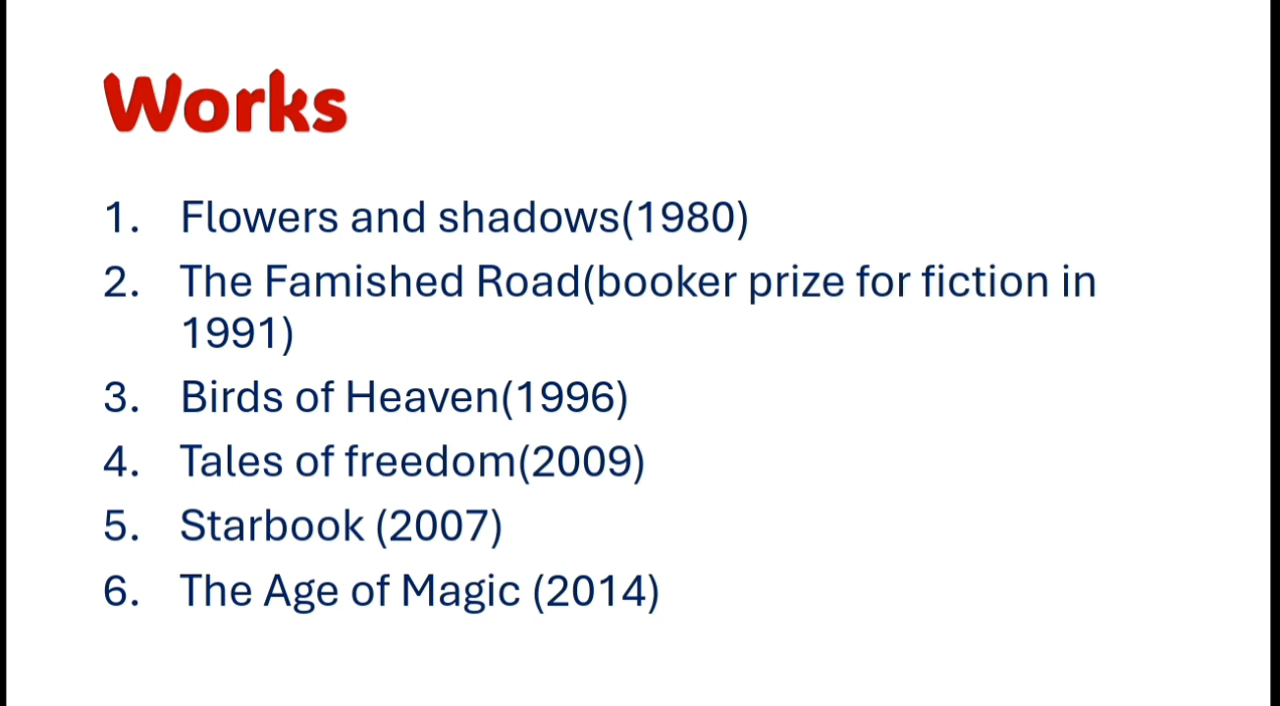 Works
1. Flowers and shadows(1980)
2. The Famished Road(booker prize for fiction in
1991)
3. Birds of Heaven(1996)
4. Tales of freedom(2009)
5. Starbook (2007)
6. The Age of Magic (2014)